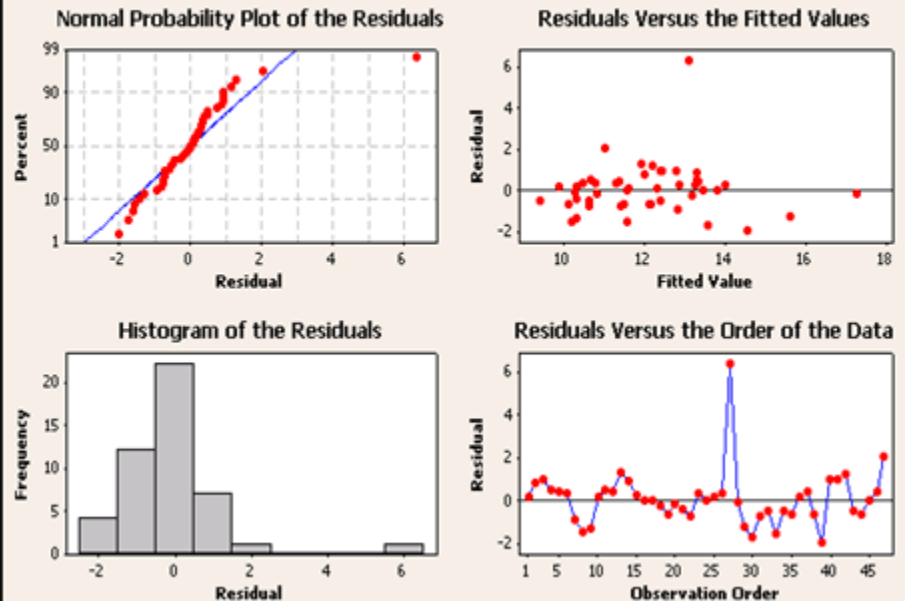 Normal Probability Plot of the Residuals
99
90
50
10
1
Percent
-2 0 2 4 6
Residual
Residuals Versus the Fitted Values
6
4
2
0
-2
Residual
10 12 14 16 18
Fitted Value
Histogram of the Residuals
20
15
10
5
0
Frequency
-2 0 2 4 6
Residual
Residuals Versus the Order of the Data
6
4
2
0
-2
Residual
1 5 10 15 20 25 30 35 40 45
Observation Order